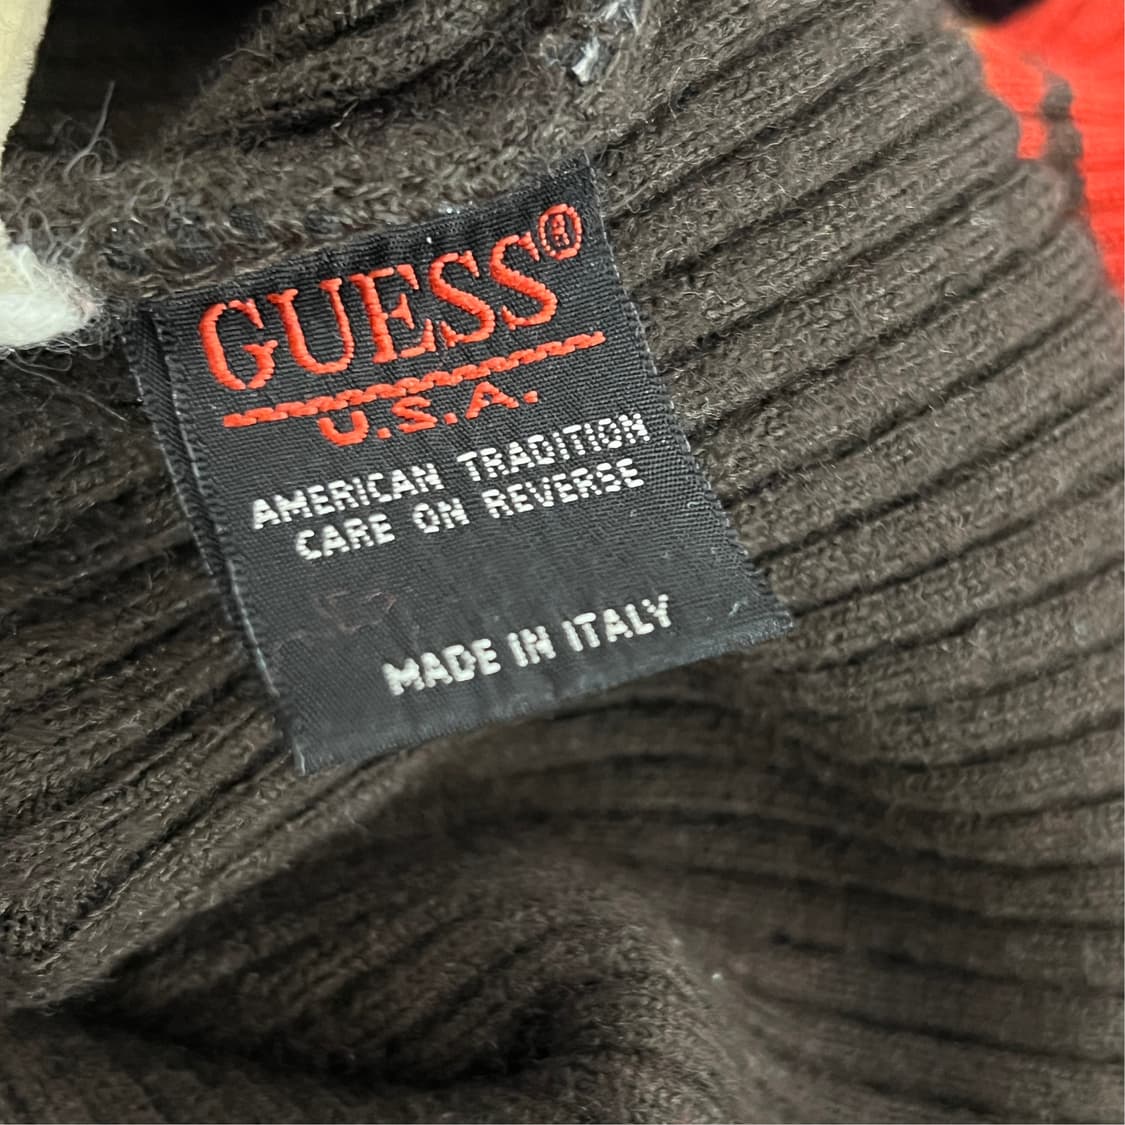 GUESS®
U.S.A.
AMERICAN TRADITION
CARE ON REVERSE
MADE IN ITALY